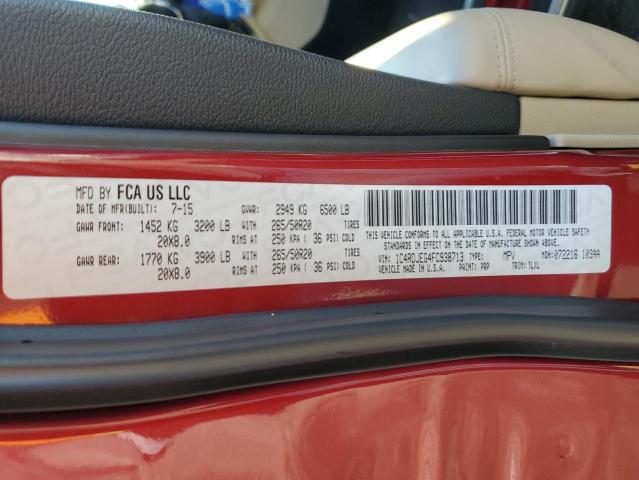 MFD BY FCA US LLC
DATE OF MFR(BUILT): 7-15 GVWR: 2949 KG 6500 LB
GAWR FRONT: 1452 KG 3200 LB WITH 265/50R20 TIRES
20X8.0 RIMS AT 250 KPA ( 36 PSI) COLD
GAWR REAR: 1770 KG 3900 LB WITH 265/50R20 TIRES
20X8.0 RIMS AT 250 KPA ( 36 PSI) COLD
THIS VEHICLE CONFORMS TO ALL APPLICABLE U.S.A. FEDERAL MOTOR VEHICLE SAFETY
STANDARDS IN EFFECT ON THE DATE OF MANUFACTURE SHOWN ABOVE.
VIN: 1C4RDJEG4FC938713 TYPE: MPV MDH: 072216 103AA
VEHICLE MADE IN U.S.A. PAINT: PRP TRIM: TLXL